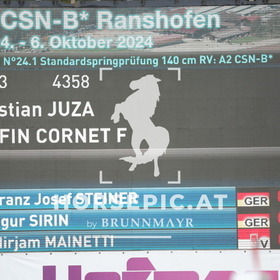 CSN-B* Ranshofen
4. - 6. Oktober 2024
N°24.1 Standardspringprüfung 140 cm RV: A2 CSN-B*
3 4358
stian JUZA
FIN CORNET F
HORSEPIC.AT
by BRUNNMAYR
ranz Josef STEINER GER
gur SIRIN GER
irjam MAINETTI